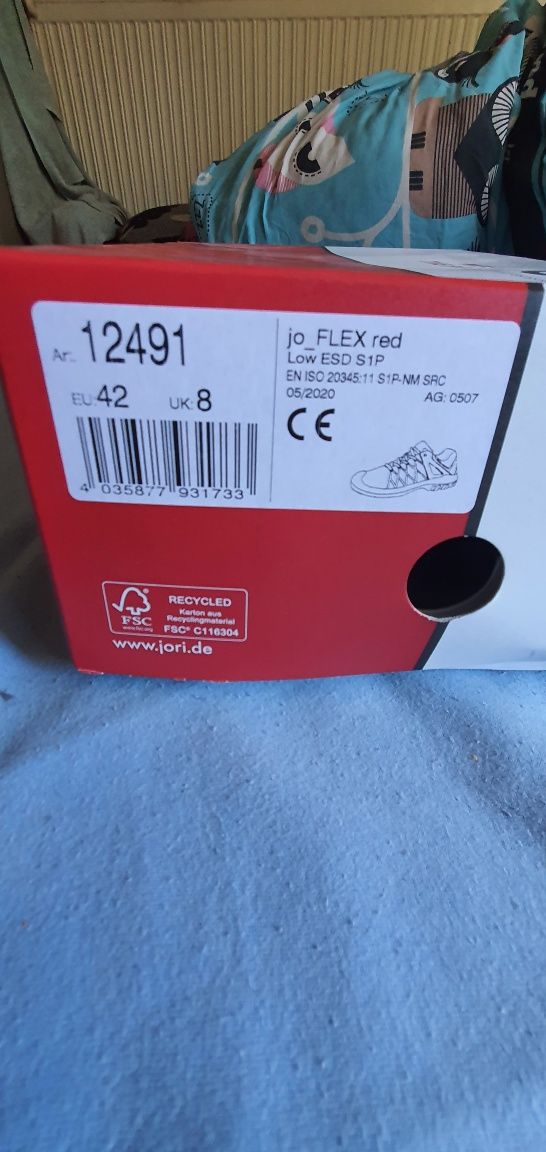 Ar. 12491
EU: 42 UK: 8
4 035877 931733
jo_FLEX red
Low ESD S1P
EN ISO 20345:11 S1P-NM SRC
05/2020 AG: 0507
CE
FSC
www.fsc.org
RECYCLED
Karton aus
Recyclingmaterial
FSC® C116304
www.jori.de